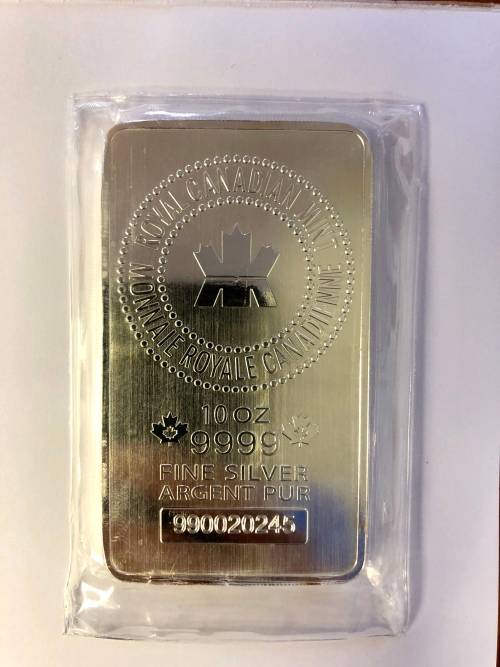 ROYAL CANADIAN MINT
MONNAIE ROYALE CANADIENNE
10 OZ
9999
FINE SILVER
ARGENT PUR
990020245